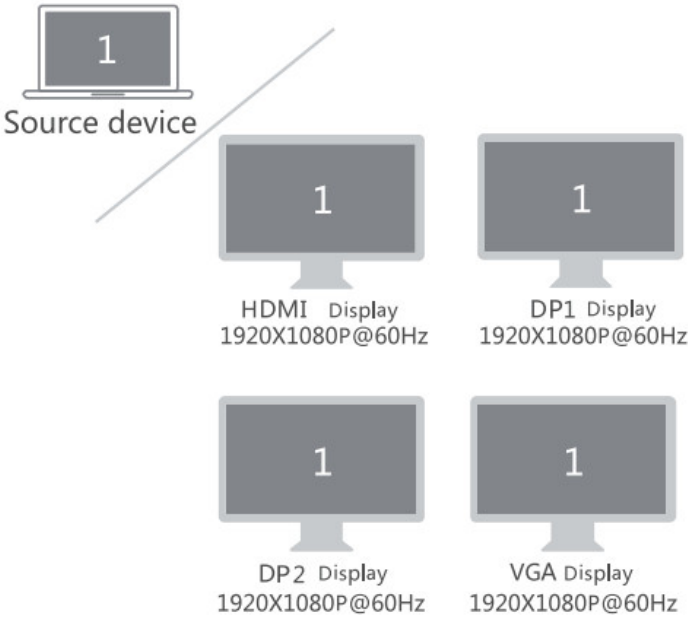 1
Source device
1
HDMI Display
1920X1080P@60Hz
1
DP1 Display
1920X1080P@60Hz
1
DP2 Display
1920X1080P@60Hz
1
VGA Display
1920X1080P@60Hz